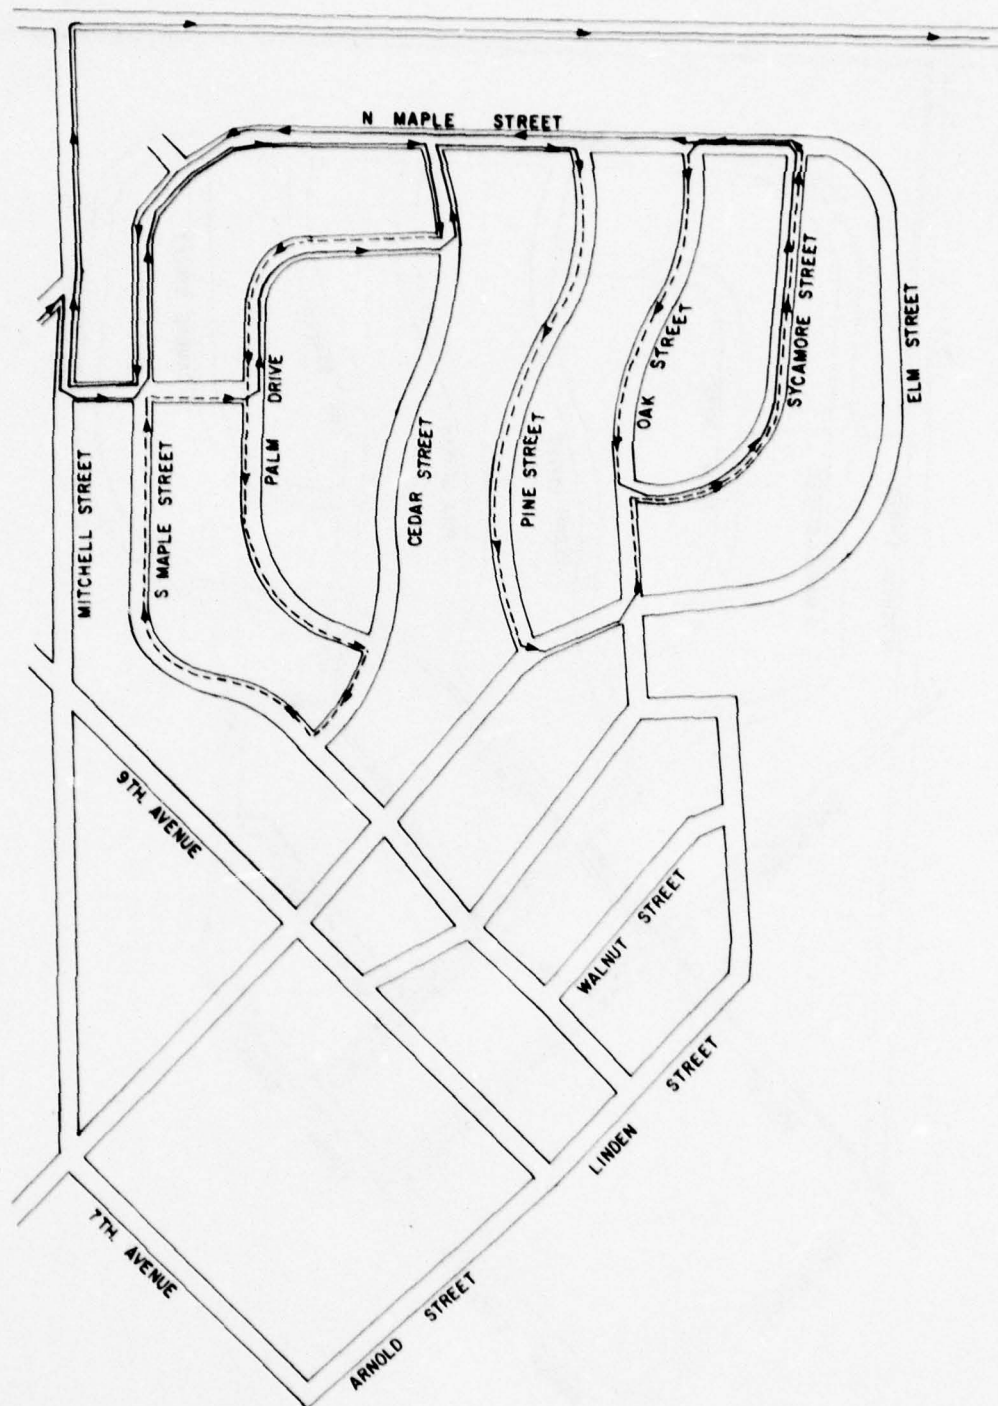 N MAPLE STREET
ELM STREET
SYCAMORE STREET
OAK STREET
PALM DRIVE
CEDAR STREET
PINE STREET
MITCHELL STREET
S MAPLE STREET
9TH. AVENUE
WALNUT STREET
LINDEN STREET
7TH. AVENUE
ARNOLD STREET